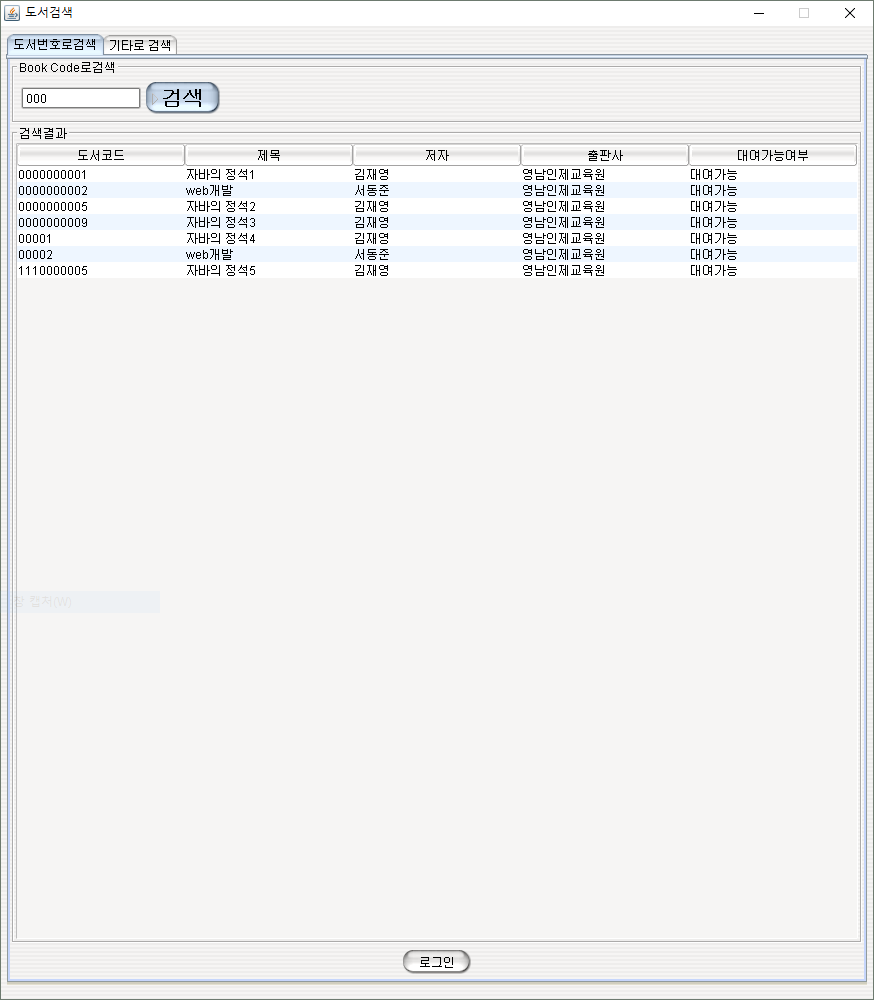 도서검색
도서번호로검색 기타로 검색
Book Code로검색
000 검색
검색결과
도서코드 제목 저자 출판사 대여가능여부
0000000001 자바의 정석1 김재영 영남인제교육원 대여가능
0000000002 web개발 서동준 영남인제교육원 대여가능
0000000005 자바의 정석2 김재영 영남인제교육원 대여가능
0000000009 자바의 정석3 김재영 영남인제교육원 대여가능
00001 자바의 정석4 김재영 영남인제교육원 대여가능
00002 web개발 서동준 영남인제교육원 대여가능
1110000005 자바의 정석5 김재영 영남인제교육원 대여가능
캡처(W)
로그인